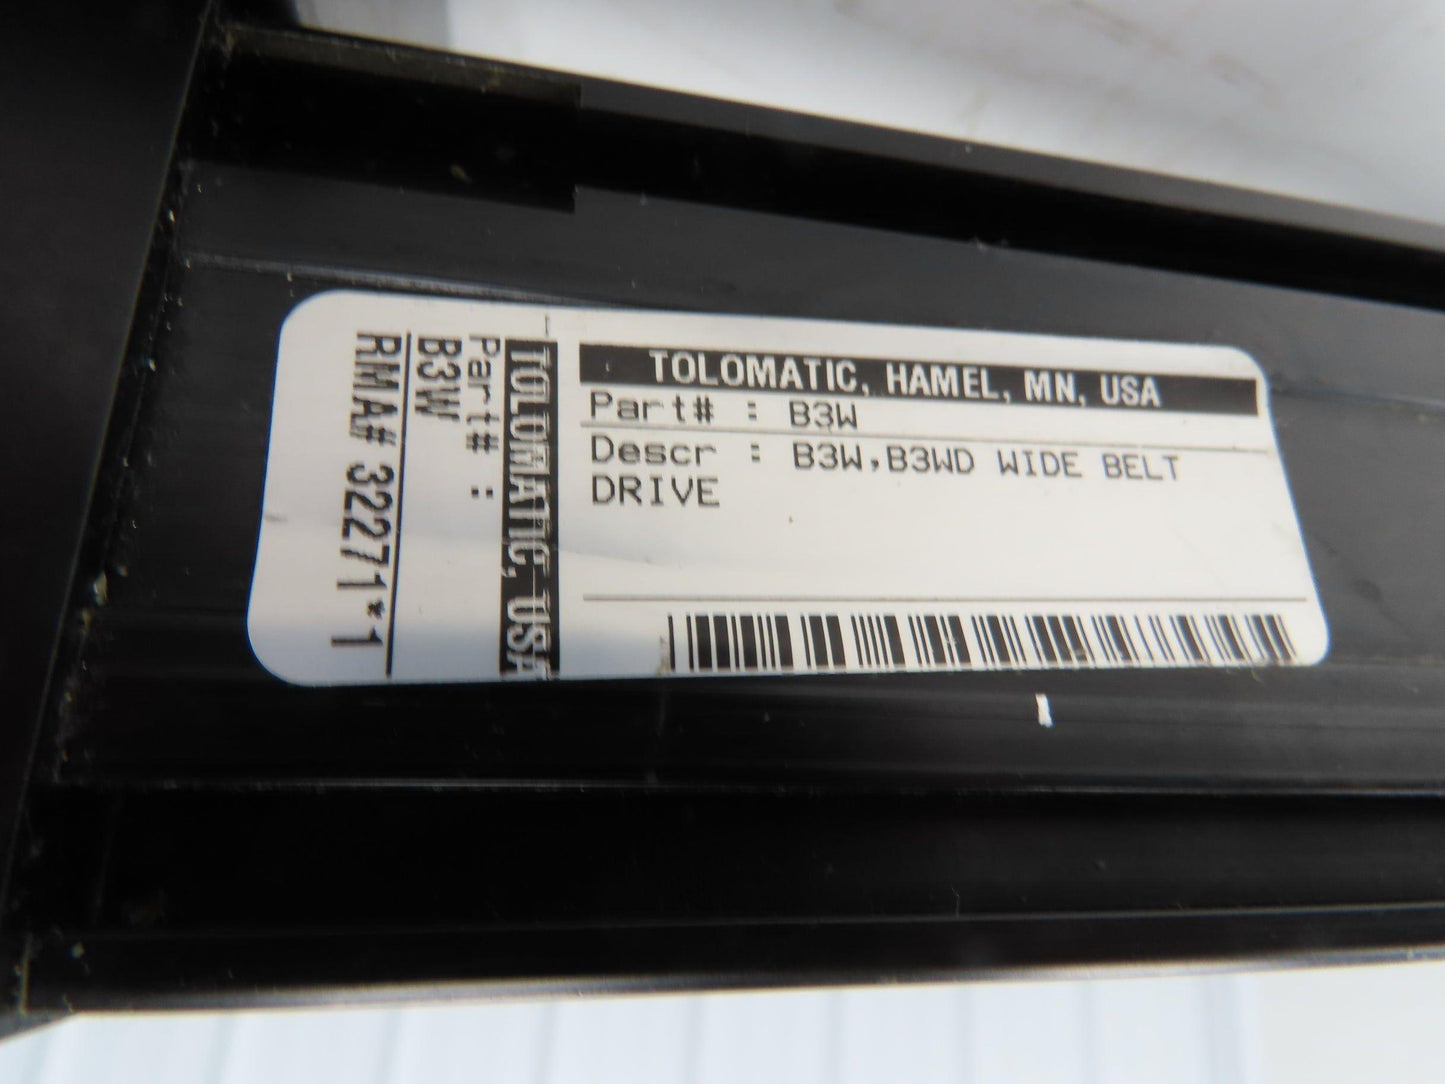 TOLOMATIC, HAMEL, MN, USA
Part# : B3W
Descr : B3W,B3WD WIDE BELT
DRIVE
TOLOMATIC, USA
Part# :
B3W
RMA# 32271*1